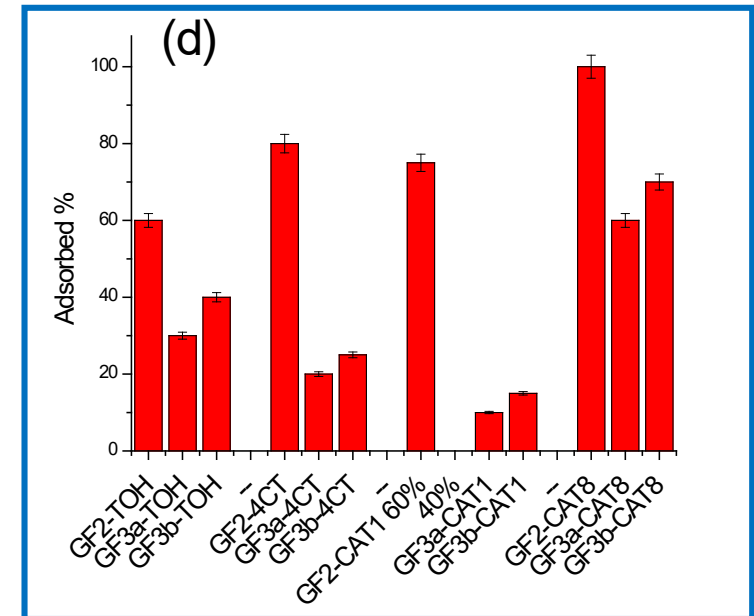 (d)
Adsorbed %
100
80
60
40
20
0
GF2-TOH
GF3a-TOH
GF3b-TOH
--
GF2-4CT
GF3a-4CT
GF3b-4CT
--
GF2-CAT1 60%
40%
GF3a-CAT1
GF3b-CAT1
--
GF2-CAT8
GF3a-CAT8
GF3b-CAT8